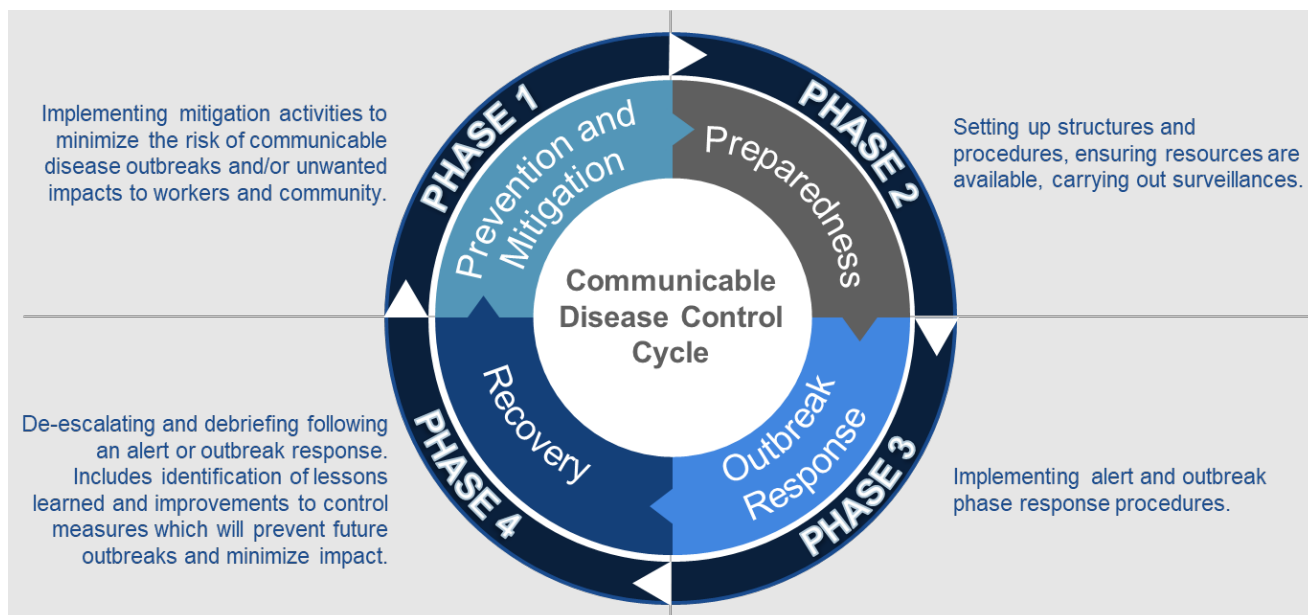 PHASE 1
Prevention and
Mitigation
Implementing mitigation activities to
minimize the risk of communicable
disease outbreaks and/or unwanted
impacts to workers and community.
PHASE 2
Preparedness
Setting up structures and
procedures, ensuring resources are
available, carrying out surveillances.
Communicable
Disease Control
Cycle
PHASE 3
Outbreak
Response
Implementing alert and outbreak
phase response procedures.
PHASE 4
Recovery
De-escalating and debriefing following
an alert or outbreak response.
Includes identification of lessons
learned and improvements to control
measures which will prevent future
outbreaks and minimize impact.